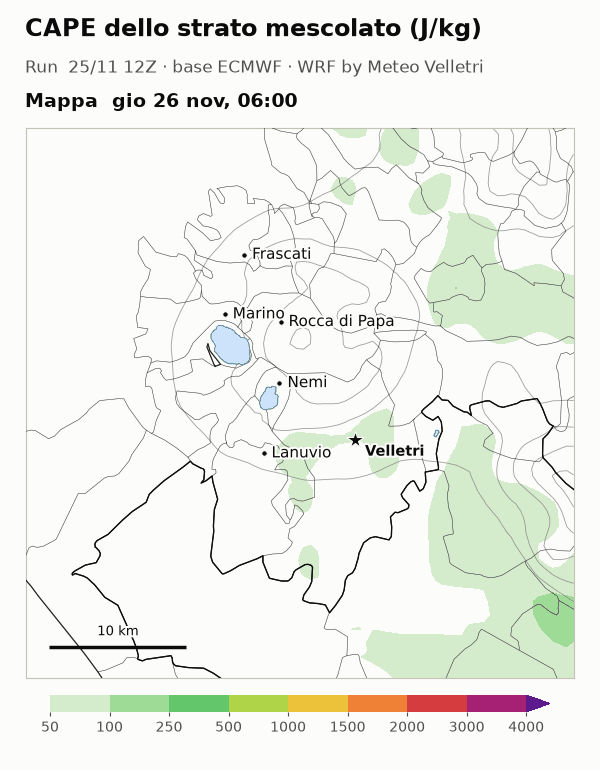 CAPE dello strato mescolato (J/kg)
Run  25/11 12Z · base ECMWF · WRF by Meteo Velletri
Mappa  gio 26 nov, 06:00
Frascati
Marino
Rocca di Papa
Nemi
Velletri
Lanuvio
10 km
50 100 250 500 1000 1500 2000 3000 4000